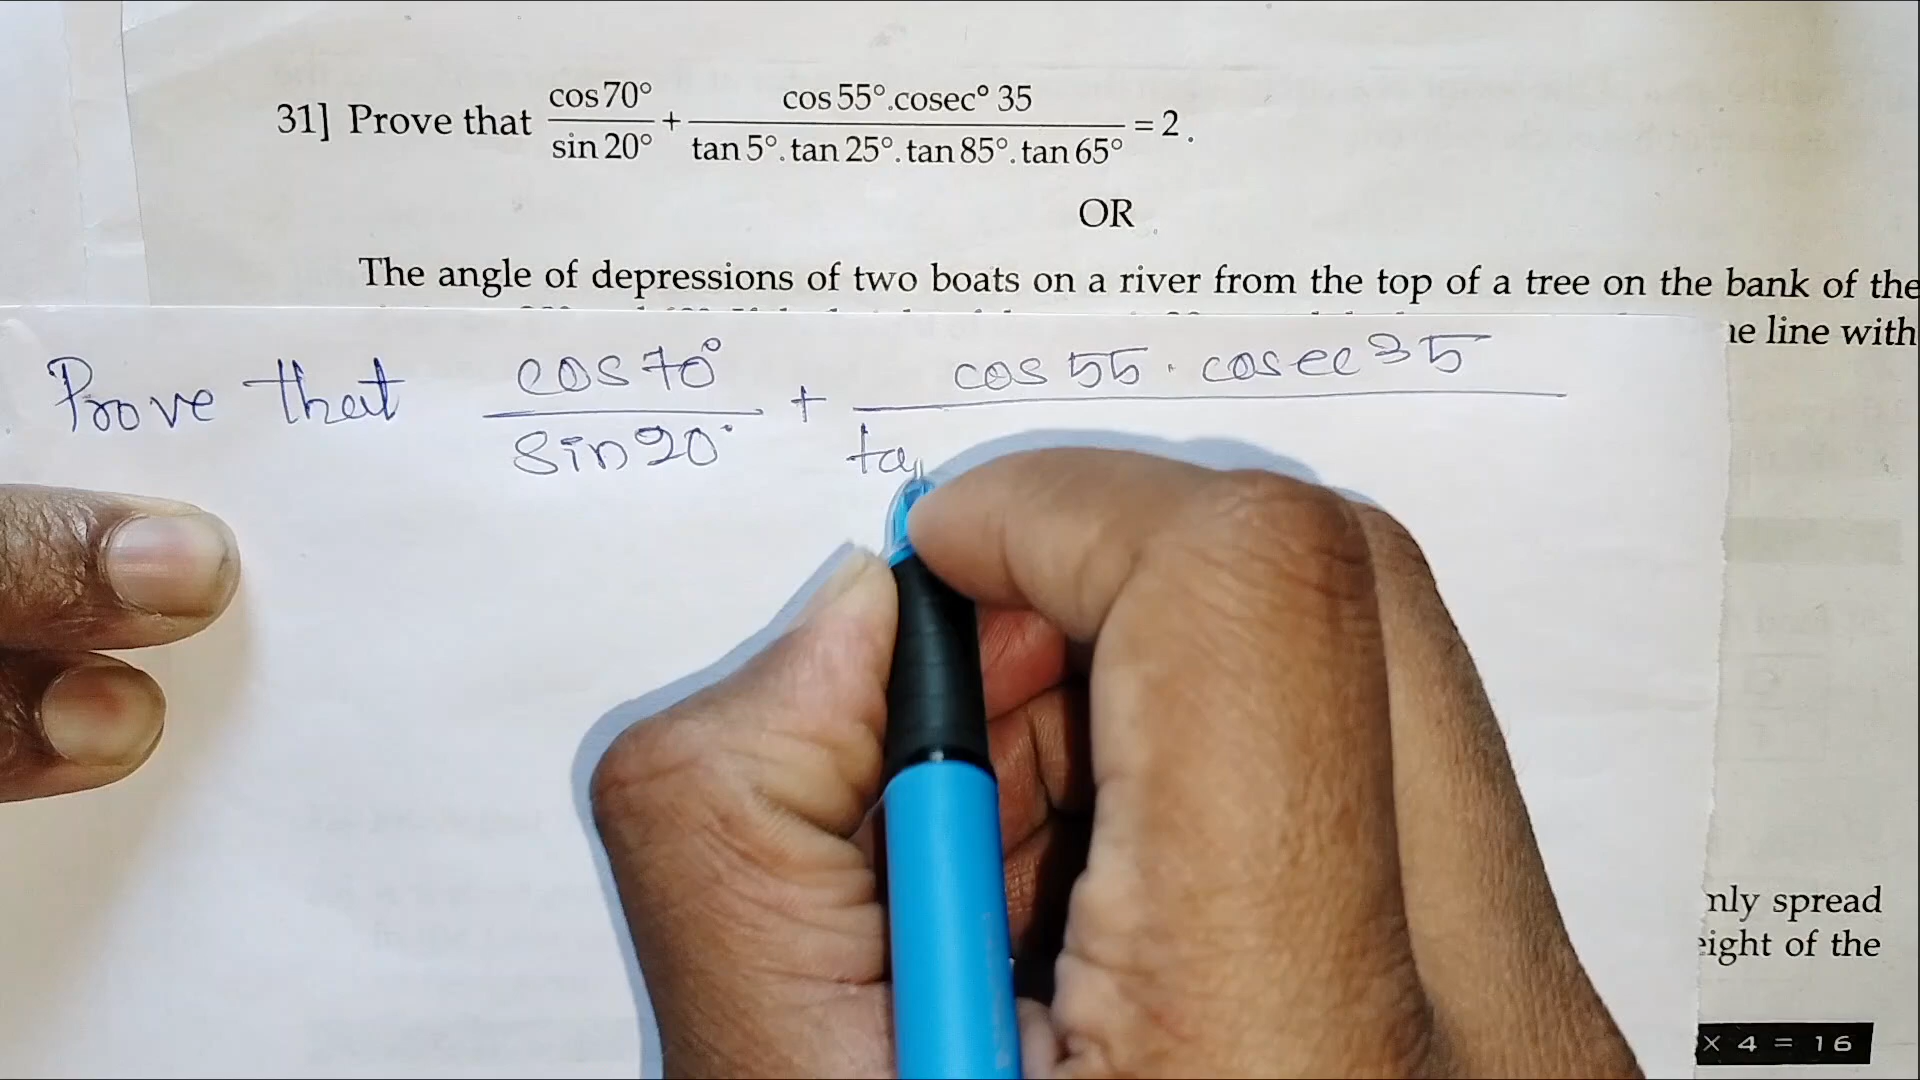 31] Prove that cos70°/sin 20° + cos 55°.cosec° 35/tan 5°.tan 25°.tan 85°.tan 65° = 2 .
OR
The angle of depressions of two boats on a river from the top of a tree on the bank of the
ne line with
Prove that cos 70°/sin 20° + cos 55 . cosec 35/tan
nly spread
eight of the
× 4 = 16